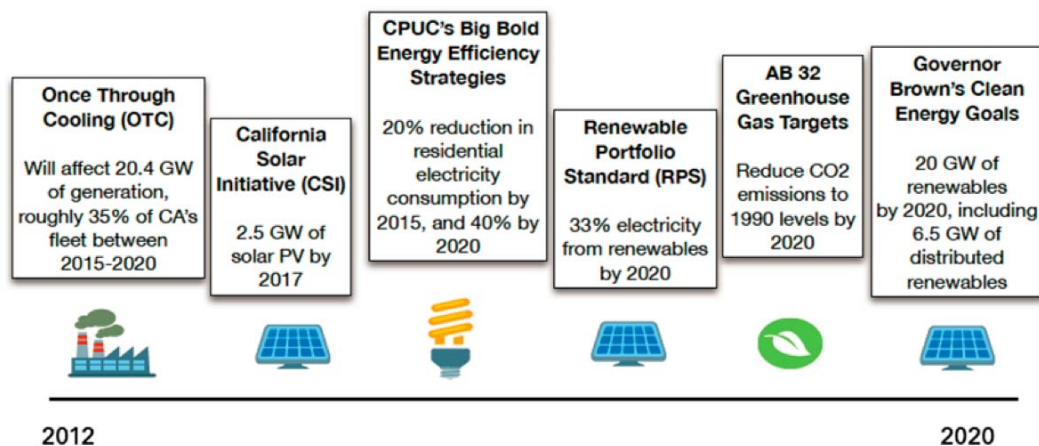 Once Through
Cooling (OTC)
Will affect 20.4 GW
of generation,
roughly 35% of CA's
fleet between
2015-2020
California
Solar
Initiative (CSI)
2.5 GW of
solar PV by
2017
CPUC's Big Bold
Energy Efficiency
Strategies
20% reduction in
residential
electricity
consumption by
2015, and 40% by
2020
Renewable
Portfolio
Standard (RPS)
33% electricity
from renewables
by 2020
AB 32
Greenhouse
Gas Targets
Reduce CO2
emissions to
1990 levels by
2020
Governor
Brown's Clean
Energy Goals
20 GW of
renewables
by 2020, including
6.5 GW of
distributed
renewables
2012
2020